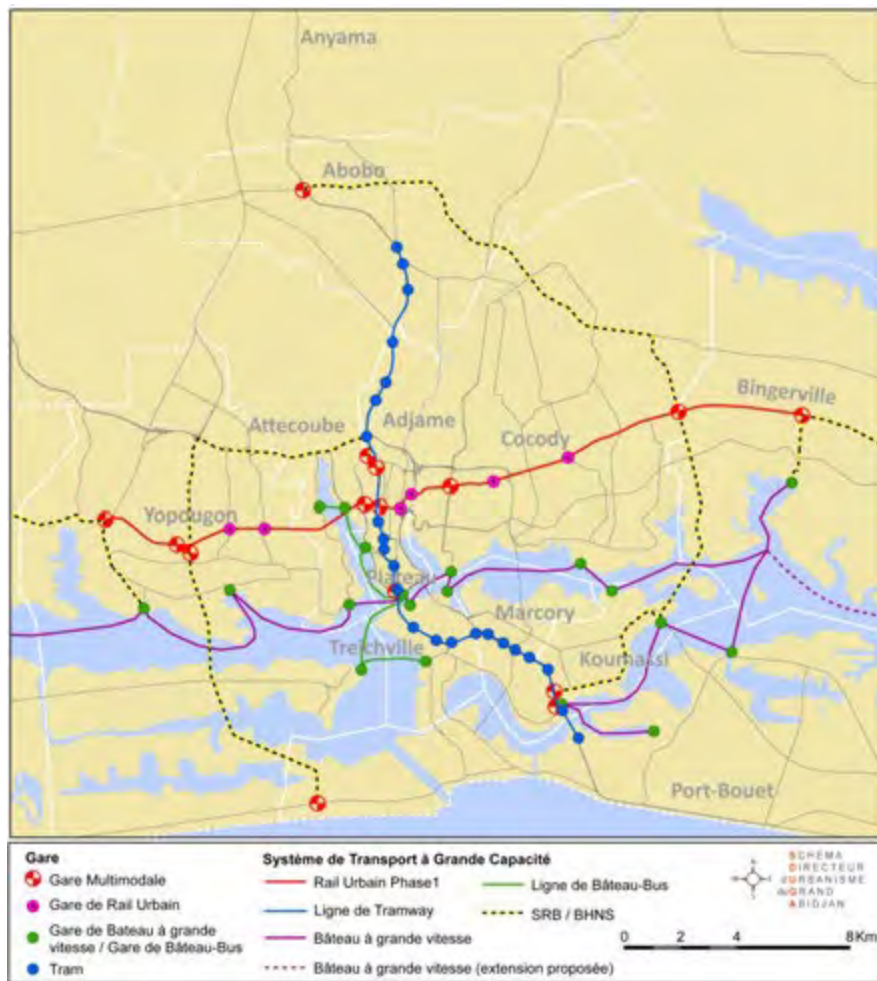 Anyama
Abobo
Bingerville
Attecoube
Adjame
Cocody
Yopougon
Plateau
Marcory
Treichville
Koumassi
Port-Bouet
Gare
Gare Multimodale
Gare de Rail Urbain
Gare de Bateau à grande
vitesse / Gare de Bâteau-Bus
Tram
Système de Transport à Grande Capacité
Rail Urbain Phase1
Ligne de Tramway
Bâteau à grande vitesse
Bâteau à grande vitesse (extension proposée)
Ligne de Bâteau-Bus
SRB / BHNS
N
S
SCHÉMA
DIRECTEUR
d'URBANISME
du GRAND
ABIDJAN
0 2 4 8Km